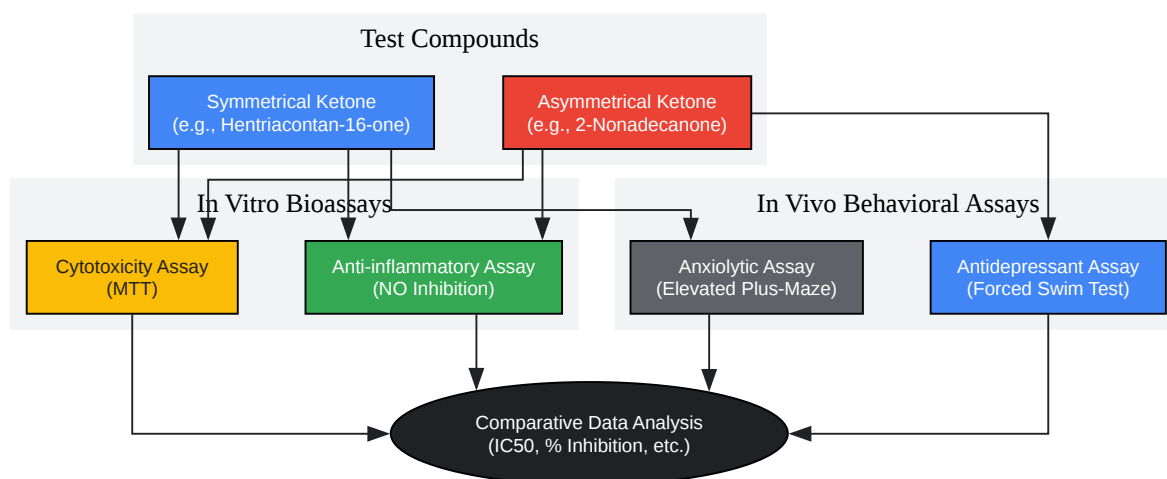 Test Compounds
Symmetrical Ketone
(e.g., Hentriacontan-16-one)
Asymmetrical Ketone
(e.g., 2-Nonadecanone)
In Vitro Bioassays
In Vivo Behavioral Assays
Cytotoxicity Assay
(MTT)
Anti-inflammatory Assay
(NO Inhibition)
Anxiolytic Assay
(Elevated Plus-Maze)
Antidepressant Assay
(Forced Swim Test)
Comparative Data Analysis
(IC50, % Inhibition, etc.)